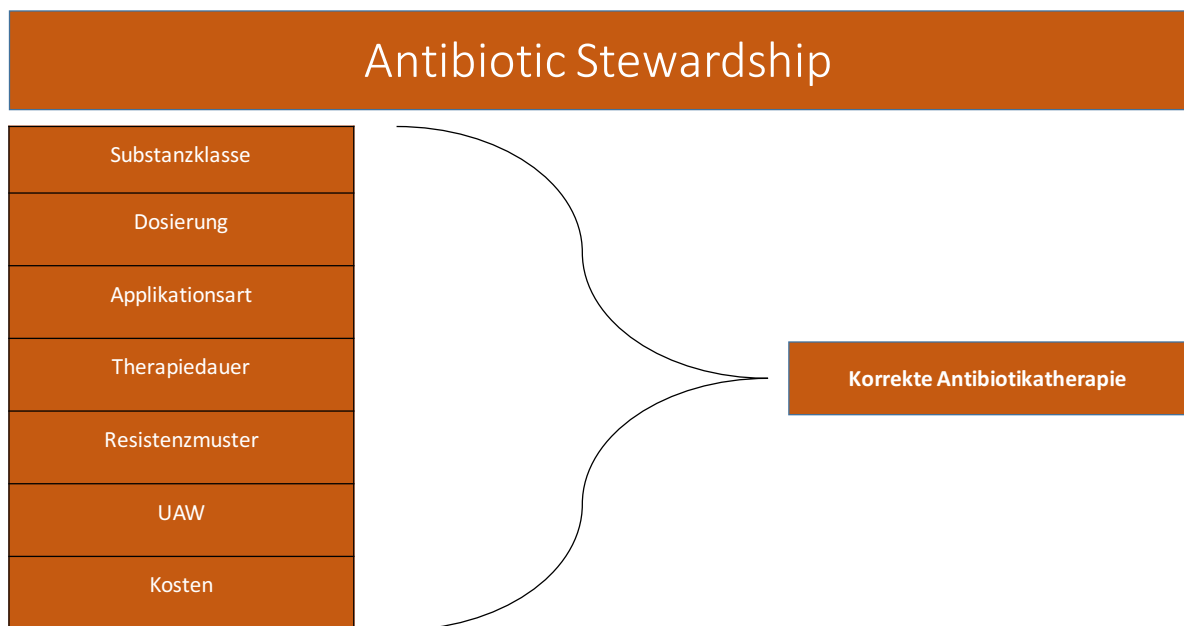 Antibiotic Stewardship
Substanzklasse
Dosierung
Applikationsart
Therapiedauer
Resistenzmuster
UAW
Kosten
Korrekte Antibiotikatherapie